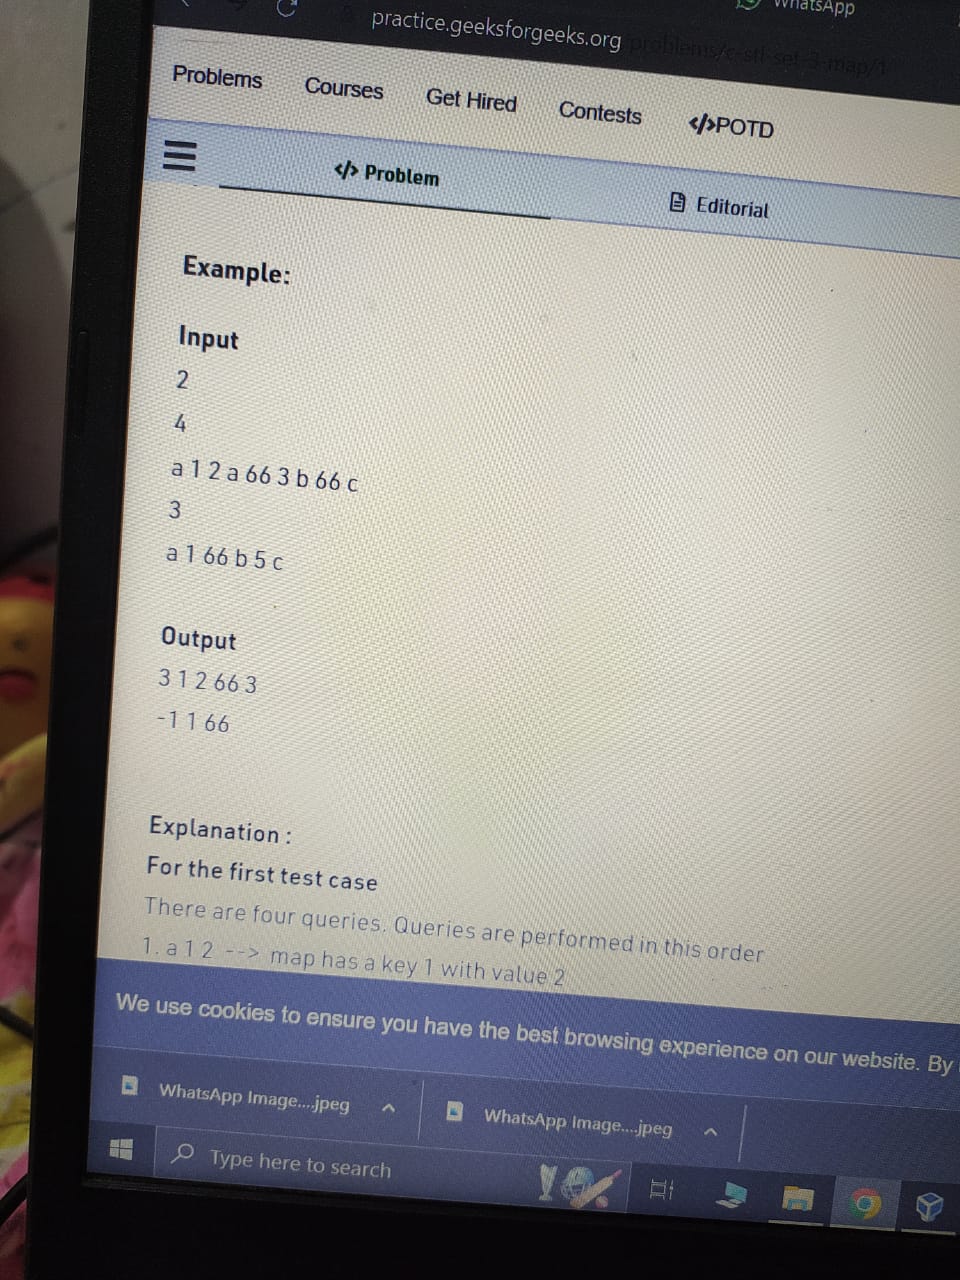 WhatsApp
practice.geeksforgeeks.org/problems/c-stl-set-3-map/1
Problems Courses Get Hired Contests </>POTD
</> Problem Editorial
Example:
Input
2
4
a 1 2 a 66 3 b 66 c
3
a 1 66 b 5 c
Output
3 1 2 66 3
-1 1 66
Explanation :
For the first test case
There are four queries. Queries are performed in this order
1. a 1 2 --> map has a key 1 with value 2
We use cookies to ensure you have the best browsing experience on our website. By
WhatsApp Image....jpeg WhatsApp Image....jpeg
Type here to search